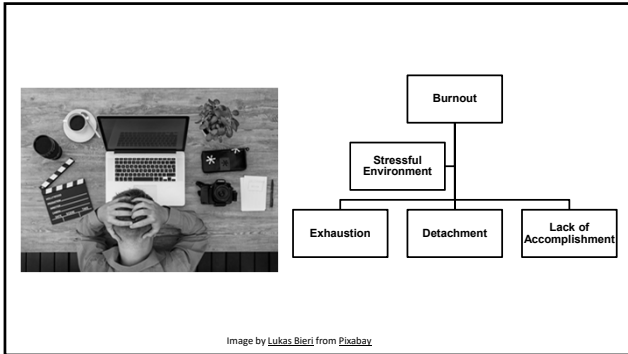 Burnout
Stressful
Environment
Exhaustion
Detachment
Lack of
Accomplishment
Image by Lukas Bieri from Pixabay